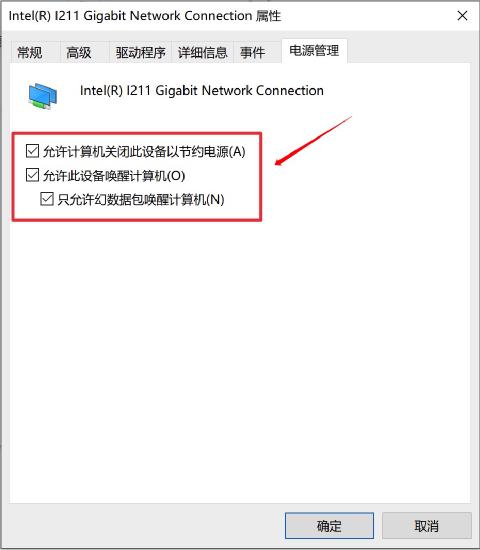 Intel(R) I211 Gigabit Network Connection 属性
常规 高级 驱动程序 详细信息 事件 电源管理
Intel(R) I211 Gigabit Network Connection
允许计算机关闭此设备以节约电源(A)
允许此设备唤醒计算机(O)
只允许幻数据包唤醒计算机(N)
确定 取消